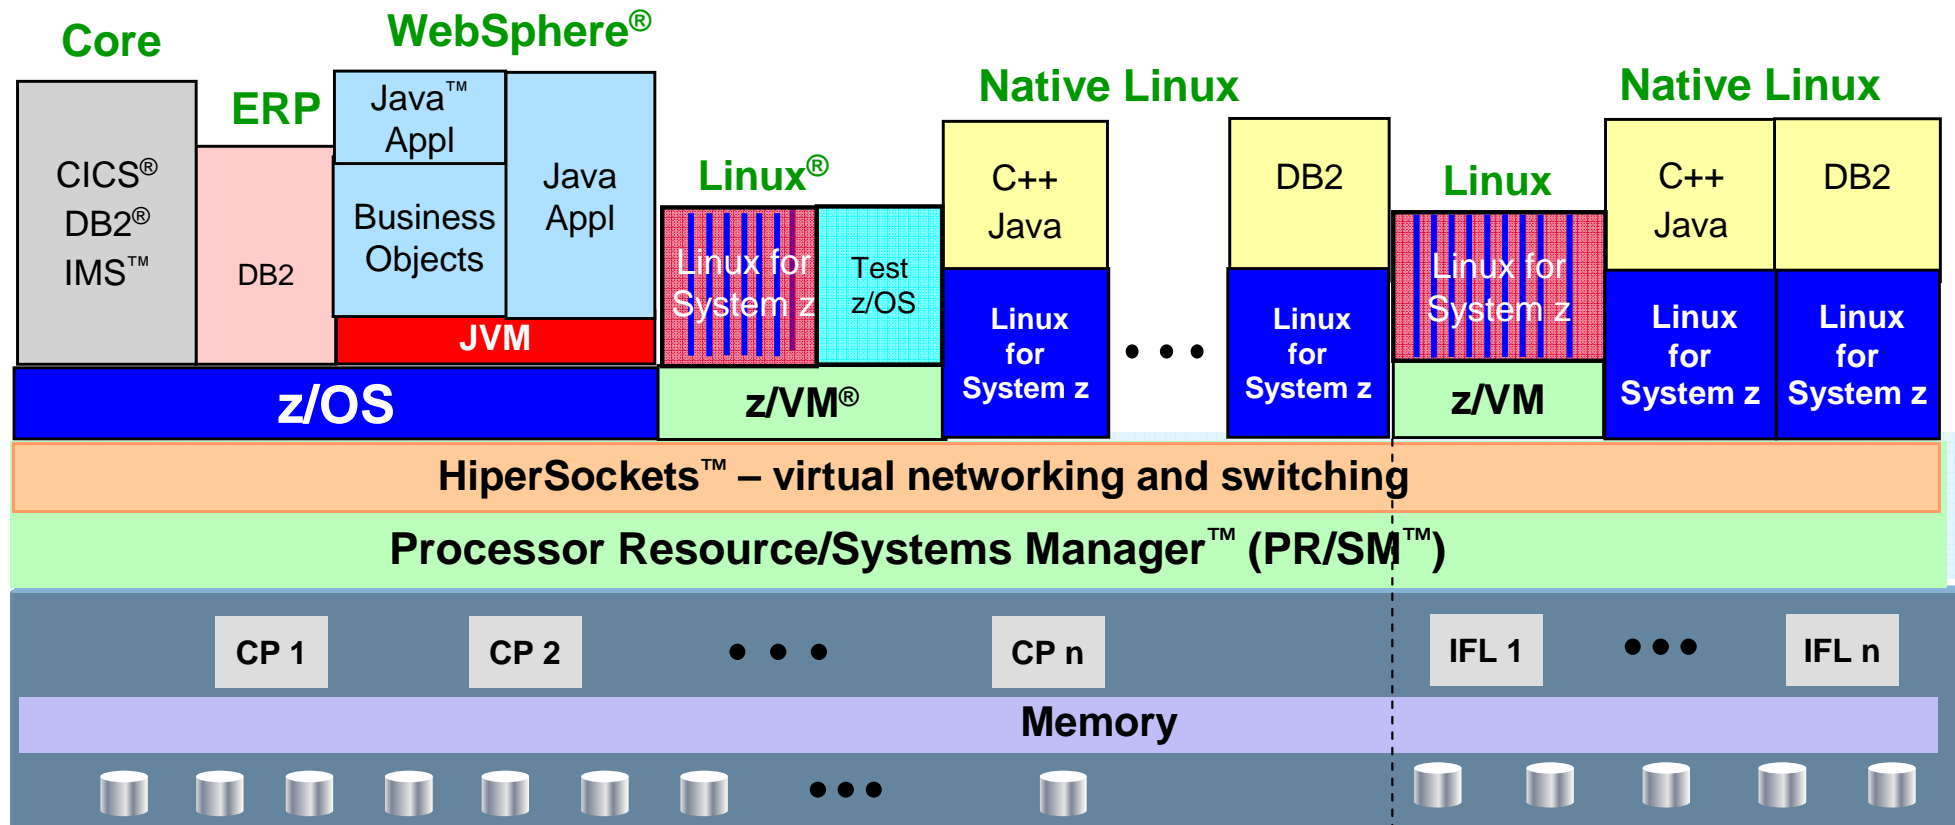 Core
WebSphere®
ERP
Native Linux
Native Linux
Linux®
Linux
CICS®
DB2®
IMS™
DB2
Java™
Appl
Business
Objects
Java
Appl
JVM
z/OS
Linux for
System z
Test
z/OS
z/VM®
C++
Java
Linux
for
System z
DB2
Linux
for
System z
Linux for
System z
z/VM
C++
Java
Linux
for
System z
DB2
Linux
for
System z
HiperSockets™ – virtual networking and switching
Processor Resource/Systems Manager™ (PR/SM™)
CP 1
CP 2
CP n
IFL 1
IFL n
Memory